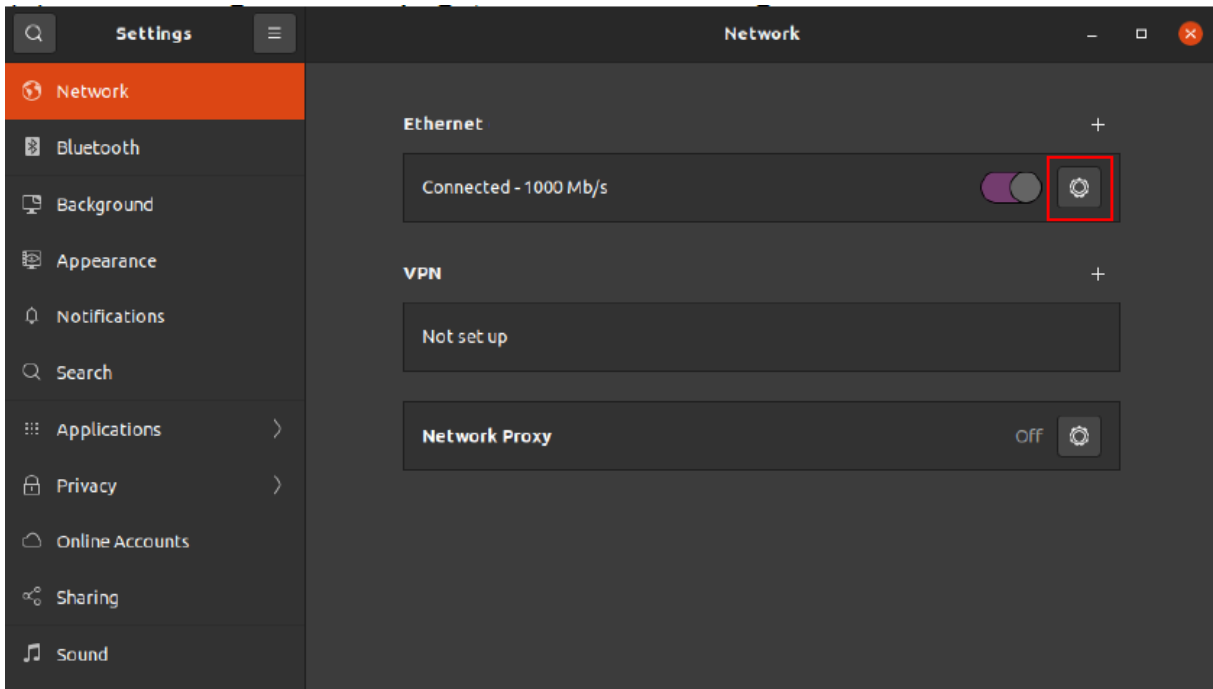 Settings
Network
Network
Bluetooth
Background
Appearance
Notifications
Search
Applications
Privacy
Online Accounts
Sharing
Sound
Ethernet
Connected - 1000 Mb/s
VPN
Not set up
Network Proxy
Off